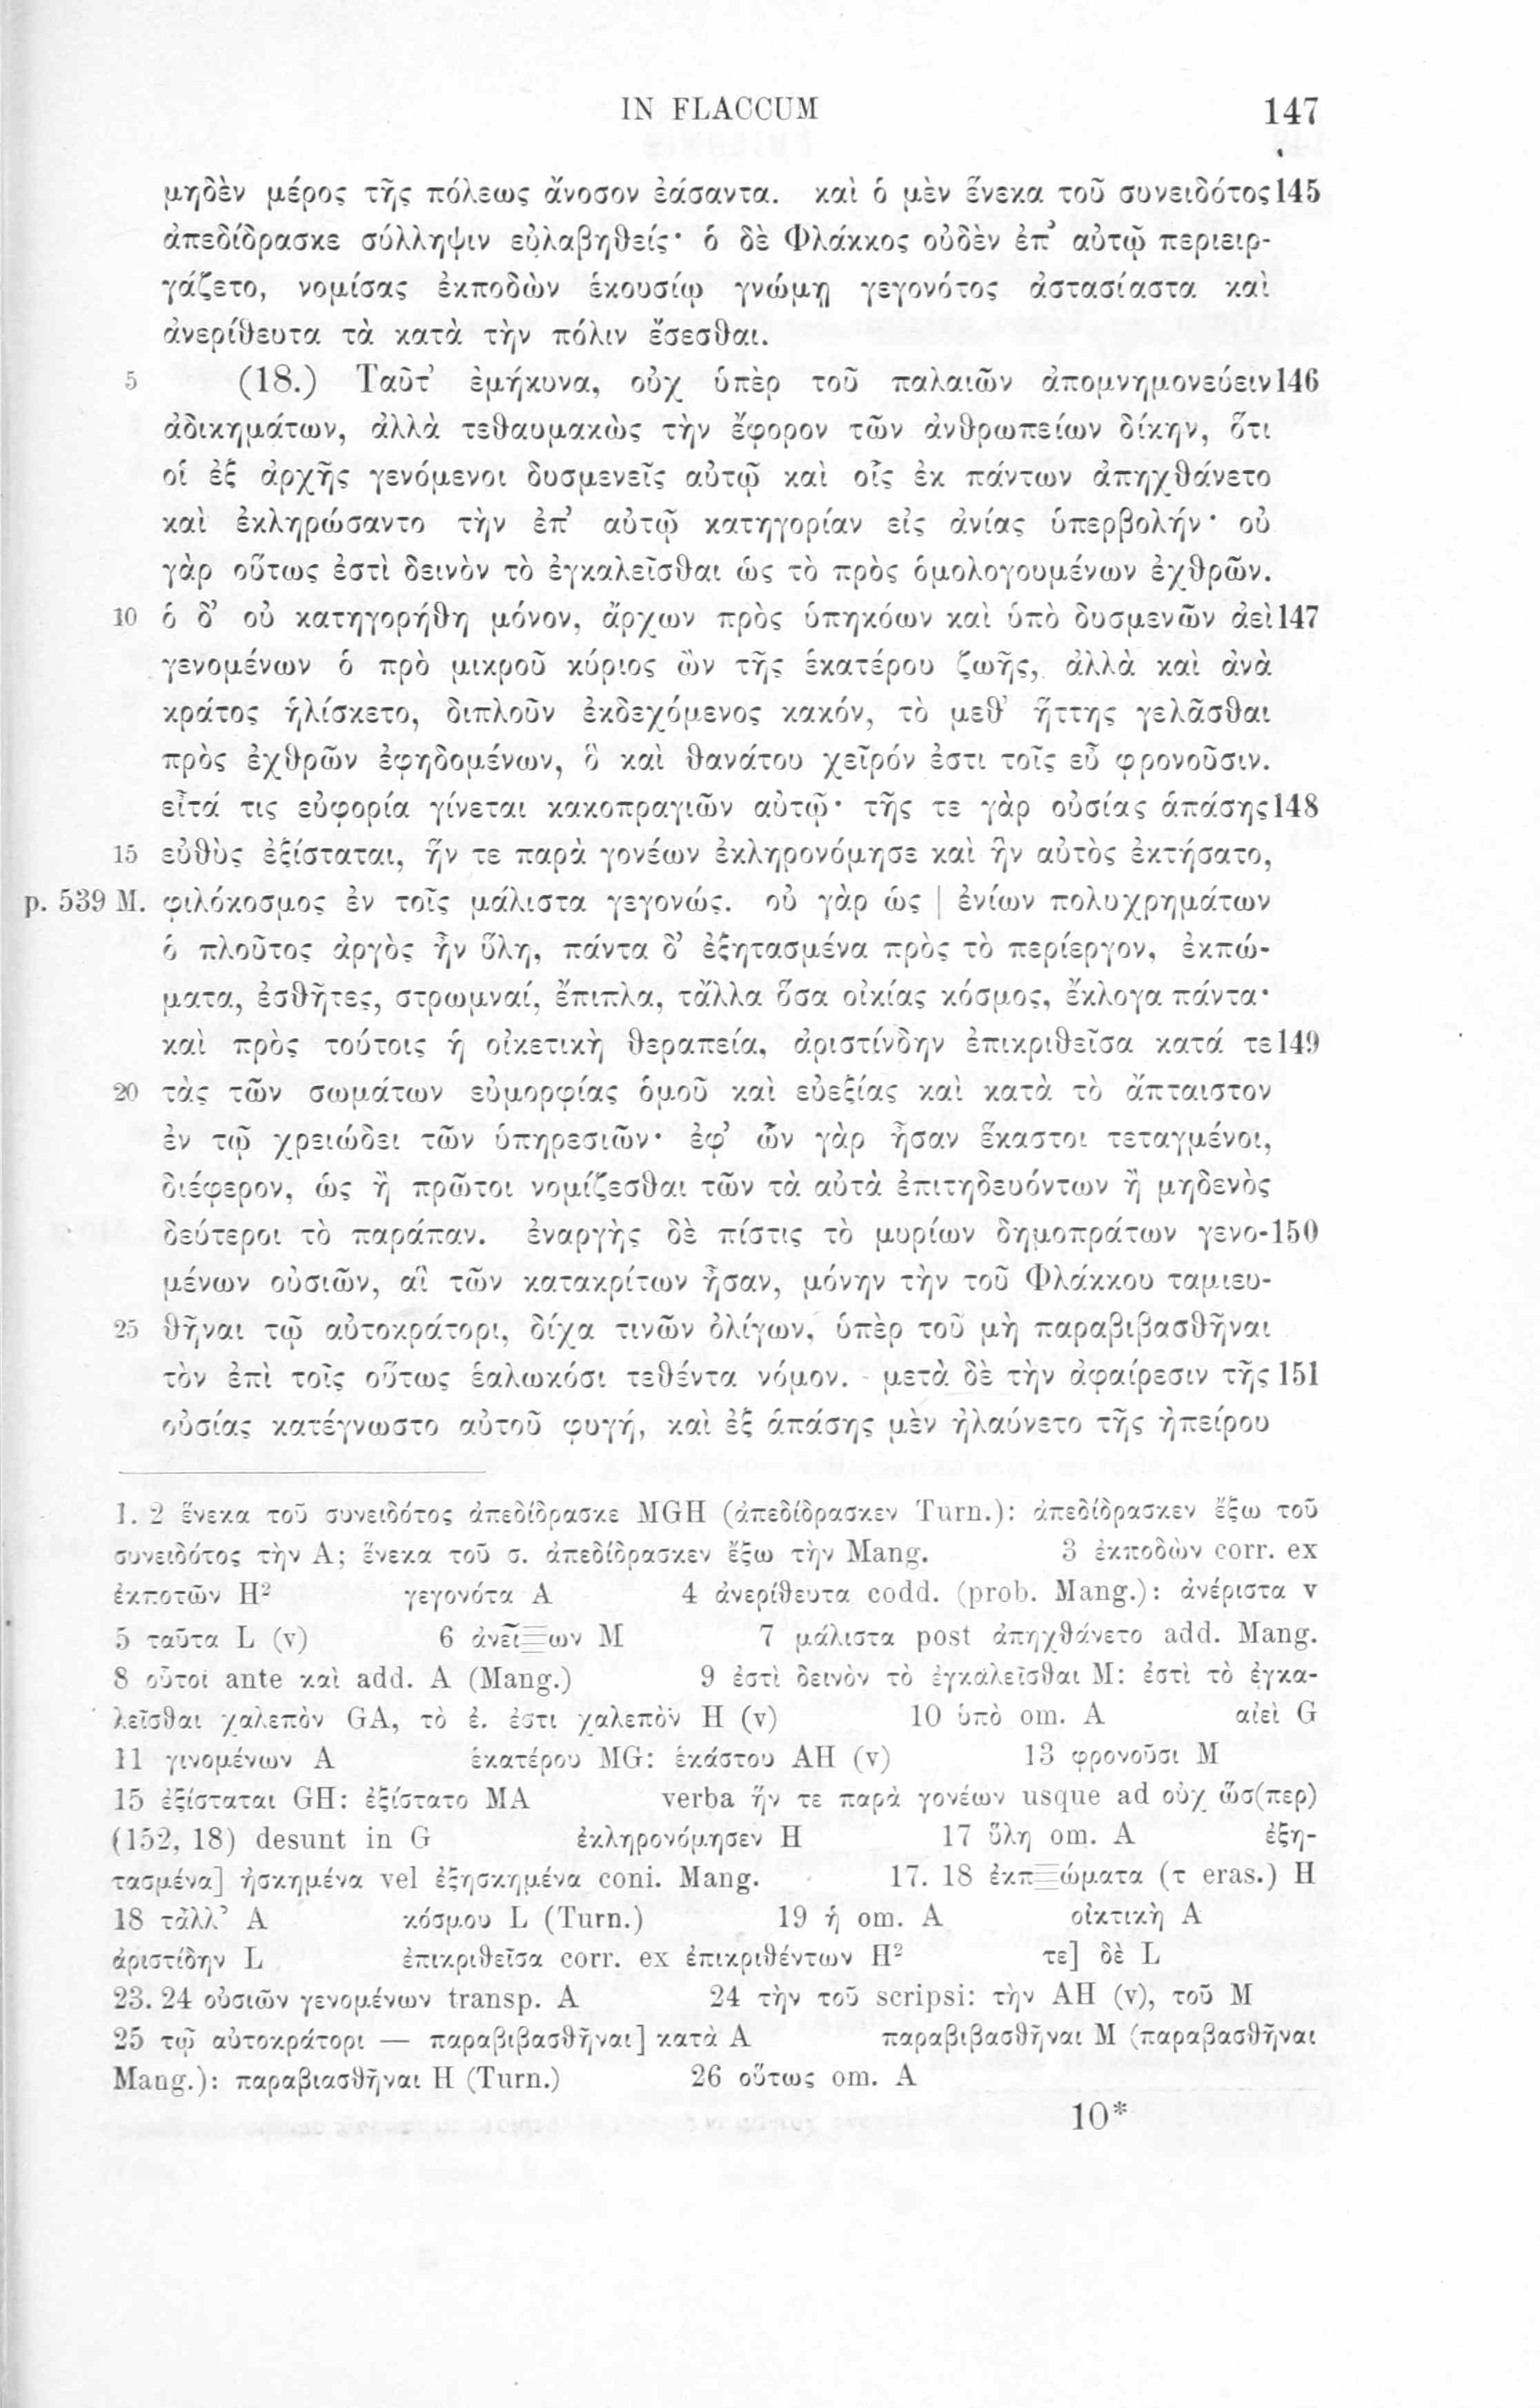 IN FLACCUM 147
μηδὲν μέρος τῆς πόλεως ἄνοσον ἐάσαντα. καὶ ὁ μὲν ἕνεκα τοῦ συνειδότος 145
ἀπεδίδρασκε σύλληψιν εὐλαβηθείς· ὁ δὲ Φλάκκος οὐδὲν ἐπ’ αὐτῷ περιειρ-
γάζετο, νομίσας ἐκποδὼν ἑκουσίῳ γνώμῃ γεγονότος ἀστασίαστα καὶ
ἀνερίθευτα τὰ κατὰ τὴν πόλιν ἔσεσθαι.
5 (18.) Ταῦτ’ ἐμήκυνα, οὐχ ὑπὲρ τοῦ παλαιῶν ἀπομνημονεύειν 146
ἀδικημάτων, ἀλλὰ τεθαυμακὼς τὴν ἔφορον τῶν ἀνθρωπείων δίκην, ὅτι
οἱ ἐξ ἀρχῆς γενόμενοι δυσμενεῖς αὐτῷ καὶ οἷς ἐκ πάντων ἀπηχθάνετο
καὶ ἐκληρώσαντο τὴν ἐπ’ αὐτῷ κατηγορίαν εἰς ἀνίας ὑπερβολήν· οὐ
γὰρ οὕτως ἐστὶ δεινὸν τὸ ἐγκαλεῖσθαι ὡς τὸ πρὸς ὁμολογουμένων ἐχθρῶν.
10 ὁ δ’ οὐ κατηγορήθη μόνον, ἄρχων πρὸς ὑπηκόων καὶ ὑπὸ δυσμενῶν ἀεὶ 147
γενομένων ὁ πρὸ μικροῦ κύριος ὢν τῆς ἑκατέρου ζωῆς, ἀλλὰ καὶ ἀνὰ
κράτος ἡλίσκετο, διπλοῦν ἐκδεχόμενος κακόν, τὸ μεθ’ ἥττης γελᾶσθαι
πρὸς ἐχθρῶν ἐφηδομένων, ὃ καὶ θανάτου χεῖρόν ἐστι τοῖς εὖ φρονοῦσιν.
εἶτά τις εὐφορία γίνεται κακοπραγιῶν αὐτῷ· τῆς τε γὰρ οὐσίας ἁπάσης 148
15 εὐθὺς ἐξίσταται, ἥν τε παρὰ γονέων ἐκληρονόμησε καὶ ἣν αὐτὸς ἐκτήσατο,
p. 539 M. φιλόκοσμος ἐν τοῖς μάλιστα γεγονώς. οὐ γὰρ ὡς | ἐνίων πολυχρημάτων
ὁ πλοῦτος ἀργὸς ἦν ὕλη, πάντα δ’ ἐξητασμένα πρὸς τὸ περίεργον, ἐκπώ-
ματα, ἐσθῆτες, στρωμναί, ἔπιπλα, τἄλλα ὅσα οἰκίας κόσμος, ἔκλογα πάντα·
καὶ πρὸς τούτοις ἡ οἰκετικὴ θεραπεία, ἀριστίνδην ἐπικριθεῖσα κατά τε 149
20 τὰς τῶν σωμάτων εὐμορφίας ὁμοῦ καὶ εὐεξίας καὶ κατὰ τὸ ἄπταιστον
ἐν τῷ χρειώδει τῶν ὑπηρεσιῶν· ἐφ’ ὧν γὰρ ἦσαν ἕκαστοι τεταγμένοι,
διέφερον, ὡς ἢ πρῶτοι νομίζεσθαι τῶν τὰ αὐτὰ ἐπιτηδευόντων ἢ μηδενὸς
δεύτεροι τὸ παράπαν. ἐναργὴς δὲ πίστις τὸ μυρίων δημοπράτων γενο- 150
μένων οὐσιῶν, αἳ τῶν κατακρίτων ἦσαν, μόνην τὴν τοῦ Φλάκκου ταμιευ-
25 θῆναι τῷ αὐτοκράτορι, δίχα τινῶν ὀλίγων, ὑπὲρ τοῦ μὴ παραβιβασθῆναι
τὸν ἐπὶ τοῖς οὕτως ἑαλωκόσι τεθέντα νόμον. μετὰ δὲ τὴν ἀφαίρεσιν τῆς 151
οὐσίας κατέγνωστο αὐτοῦ φυγή, καὶ ἐξ ἁπάσης μὲν ἠλαύνετο τῆς ἠπείρου
1. 2 ἕνεκα τοῦ συνειδότος ἀπεδίδρασκε MGH (ἀπεδίδρασκεν Turn.): ἀπεδίδρασκεν ἔξω τοῦ
συνειδότος τὴν A; ἕνεκα τοῦ σ. ἀπεδίδρασκεν ἔξω τὴν Mang. 3 ἐκποδὼν corr. ex
ἐκποτῶν H² γεγονότα A 4 ἀνερίθευτα codd. (prob. Mang.): ἀνέριστα v
5 ταῦτα L (v) 6 ων M 7 μάλιστα post ἀπηχθάνετο add. Mang.
8 οὗτοι ante καὶ add. A (Mang.) 9 ἐστὶ δεινὸν τὸ ἐγκαλεῖσθαι M: ἐστὶ τὸ ἐγκα-
λεῖσθαι χαλεπὸν GA, τὸ ἐ. ἐστι χαλεπὸν H (v) 10 ὑπὸ om. A αἰεὶ G
11 γινομένων A ἑκατέρου MG: ἑκάστου AH (v) 13 φρονοῦσι M
15 ἐξίσταται GH: ἐξίστατο MA verba ἥν τε παρὰ γονέων usque ad οὐχ ὥσ(περ)
(152, 18) desunt in G ἐκληρονόμησεν H 17 ὕλη om. A ἐξη-
τασμένα] ἠσκημένα vel ἐξησκημένα coni. Mang. 17. 18 ἐκπ ώματα (τ eras.) H
18 τἄλλ’ A κόσμου L (Turn.) 19 ἡ om. A οἰκτικὴ A
ἀριστίδην L ἐπικριθεῖσα corr. ex ἐπικριθέντων H² τε] δὲ L
23. 24 οὐσιῶν γενομένων transp. A 24 τὴν τοῦ scripsi: τὴν AH (v), τοῦ M
25 τῷ αὐτοκράτορι — παραβιβασθῆναι] κατὰ A παραβιβασθῆναι M (παραβασθῆναι
Mang.): παραβιασθῆναι H (Turn.) 26 οὕτως om. A
10*